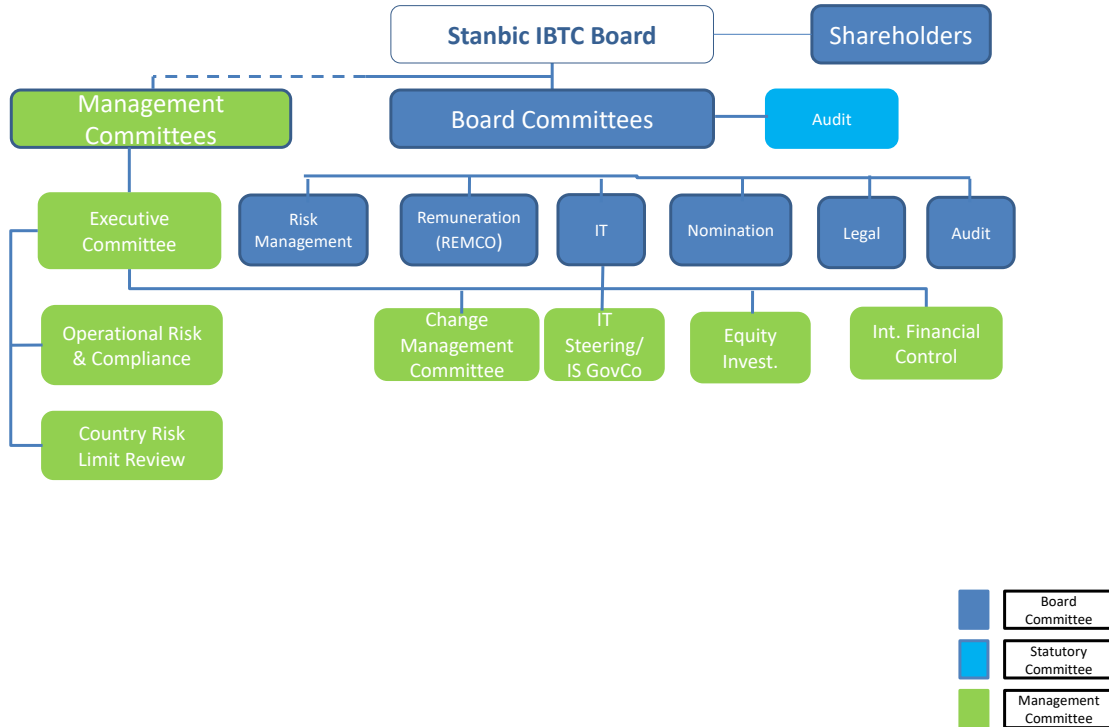 Stanbic IBTC Board
Shareholders
Management
Committees
Board Committees
Audit
Executive
Committee
Risk
Management
Remuneration
(REMCO)
IT
Nomination
Legal
Audit
Operational Risk
& Compliance
Change
Management
Committee
IT
Steering/
IS GovCo
Equity
Invest.
Int. Financial
Control
Country Risk
Limit Review
Board
Committee
Statutory
Committee
Management
Committee